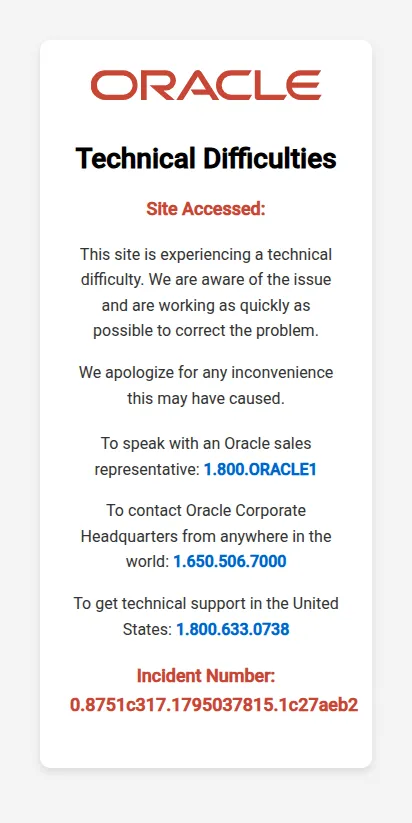 ORACLE
Technical Difficulties
Site Accessed:
This site is experiencing a technical
difficulty. We are aware of the issue
and are working as quickly as
possible to correct the problem.
We apologize for any inconvenience
this may have caused.
To speak with an Oracle sales
representative: 1.800.ORACLE1
To contact Oracle Corporate
Headquarters from anywhere in the
world: 1.650.506.7000
To get technical support in the United
States: 1.800.633.0738
Incident Number:
0.8751c317.1795037815.1c27aeb2